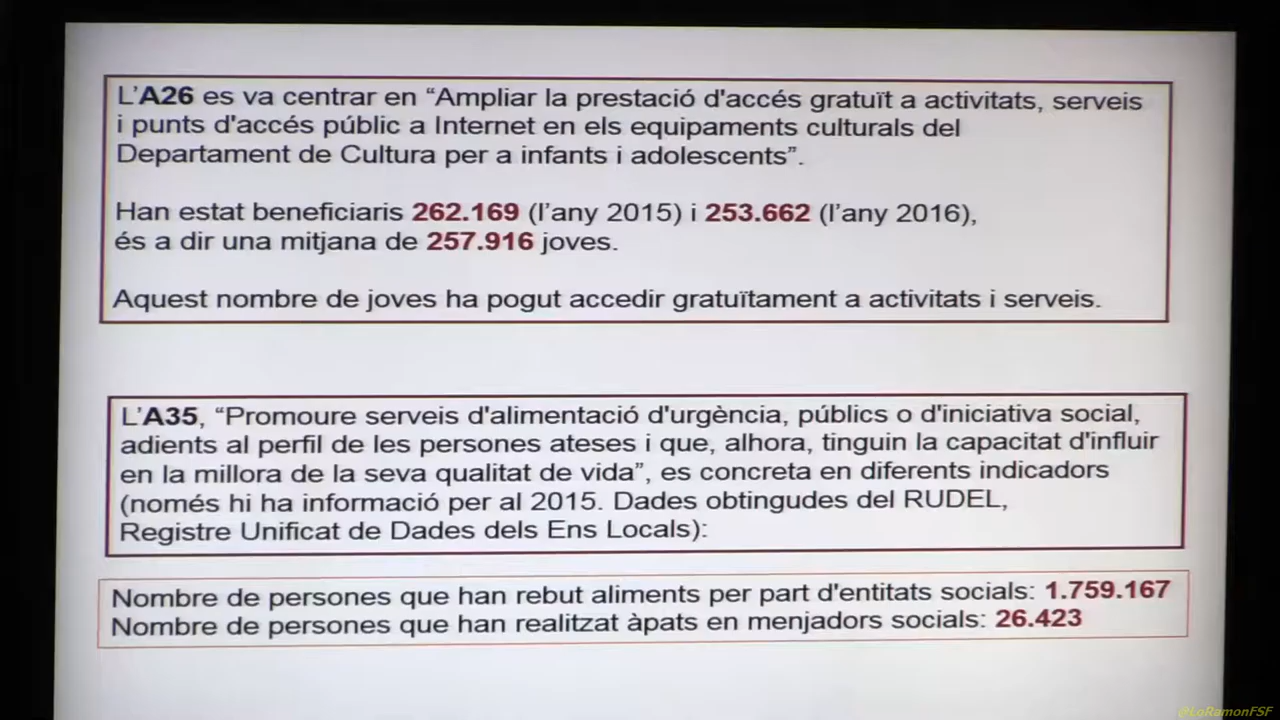 L'A26 es va centrar en “Ampliar la prestació d'accés gratuït a activitats, serveis
i punts d'accés públic a Internet en els equipaments culturals del
Departament de Cultura per a infants i adolescents”.
Han estat beneficiaris 262.169 (l'any 2015) i 253.662 (l'any 2016),
és a dir una mitjana de 257.916 joves.
Aquest nombre de joves ha pogut accedir gratuïtament a activitats i serveis.
L'A35, “Promoure serveis d'alimentació d'urgència, públics o d'iniciativa social,
adients al perfil de les persones ateses i que, alhora, tinguin la capacitat d'influir
en la millora de la seva qualitat de vida”, es concreta en diferents indicadors
(només hi ha informació per al 2015. Dades obtingudes del RUDEL,
Registre Unificat de Dades dels Ens Locals):
Nombre de persones que han rebut aliments per part d'entitats socials: 1.759.167
Nombre de persones que han realitzat àpats en menjadors socials: 26.423
@LoRamonFSF